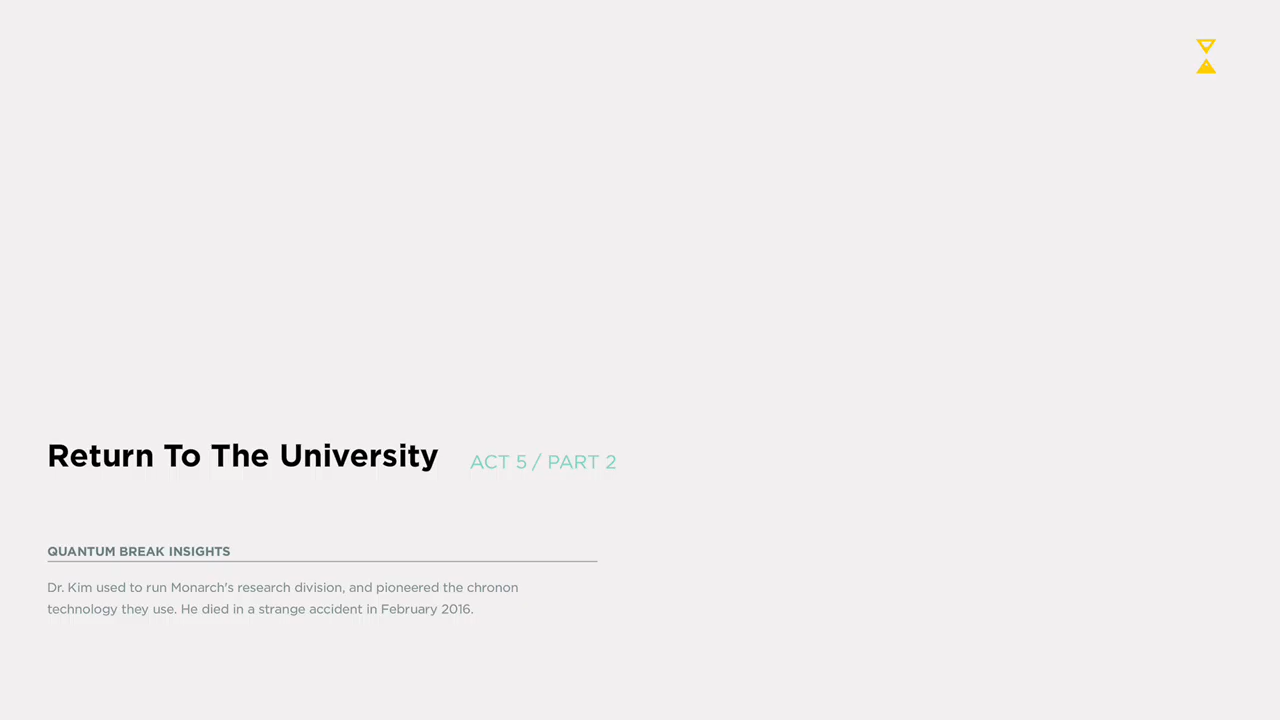 Return To The University ACT 5 / PART 2
QUANTUM BREAK INSIGHTS
Dr. Kim used to run Monarch's research division, and pioneered the chronon
technology they use. He died in a strange accident in February 2016.